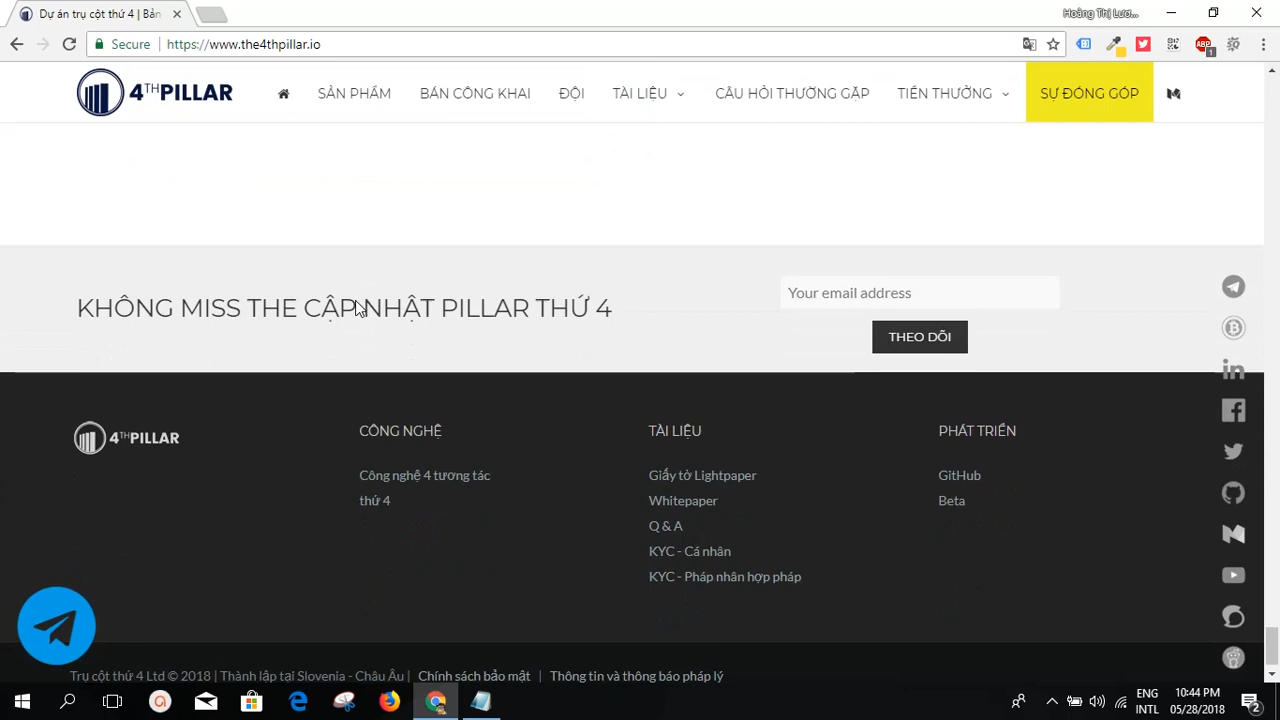 Dự án trụ cột thứ 4 | Bản
Hoàng Thị Lươ...
Secure
https://www.the4thpillar.io
ABP
1
4THPILLAR
SẢN PHẨM
BÁN CÔNG KHAI
ĐỘI
TÀI LIỆU
CÂU HỎI THƯỜNG GẶP
TIỀN THƯỞNG
SỰ ĐÓNG GÓP
KHÔNG MISS THE CẬP NHẬT PILLAR THỨ 4
Your email address
THEO DÕI
4THPILLAR
CÔNG NGHỆ
Công nghệ 4 tương tác
thứ 4
TÀI LIỆU
Giấy tờ Lightpaper
Whitepaper
Q & A
KYC - Cá nhân
KYC - Pháp nhân hợp pháp
PHÁT TRIỂN
GitHub
Beta
Trụ cột thứ 4 Ltd © 2018 | Thành lập tại Slovenia - Châu Âu | Chính sách bảo mật | Thông tin và thông báo pháp lý
ENG
INTL
10:44 PM
05/28/2018
2